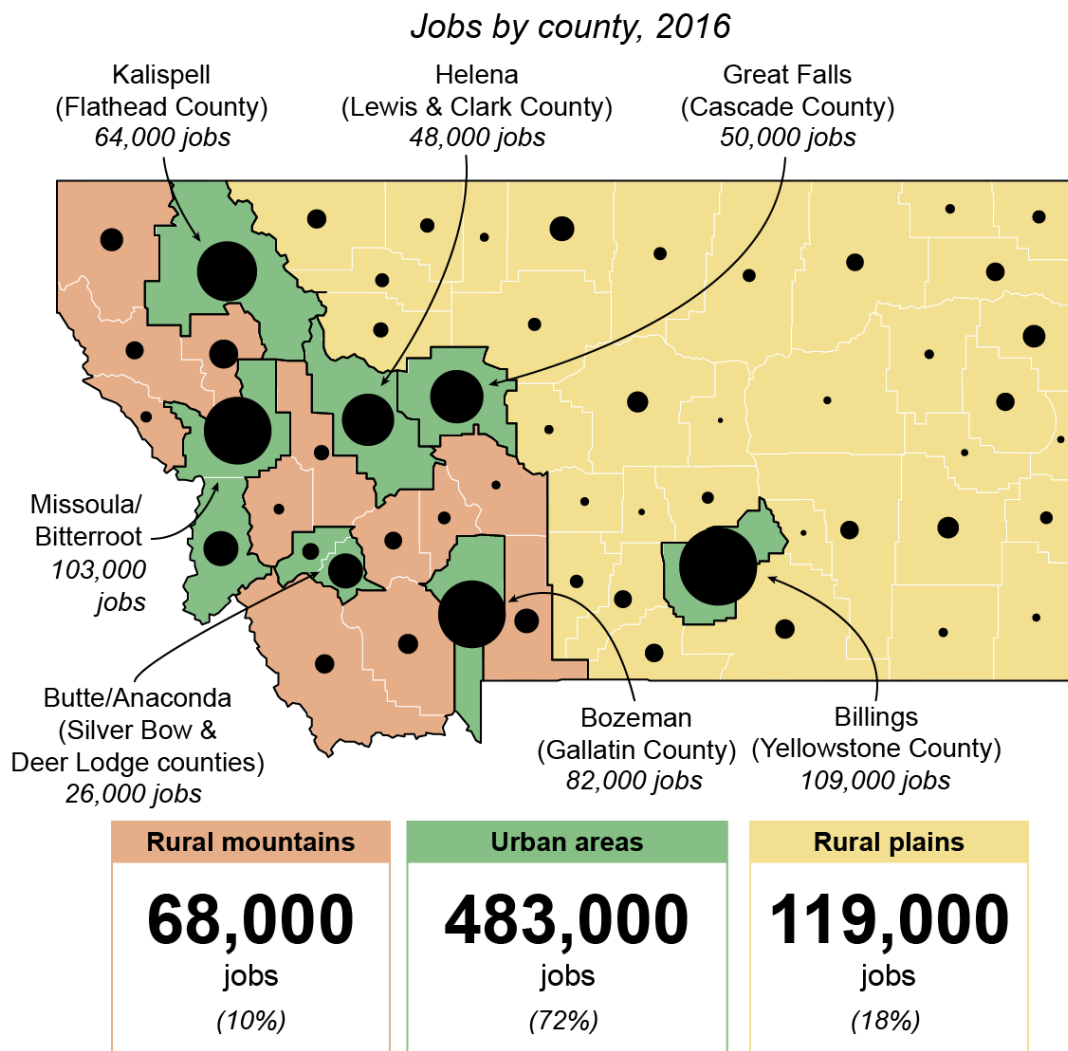 Jobs by county, 2016
Kalispell
(Flathead County)
64,000 jobs
Helena
(Lewis & Clark County)
48,000 jobs
Great Falls
(Cascade County)
50,000 jobs
Missoula/
Bitterroot
103,000
jobs
Butte/Anaconda
(Silver Bow &
Deer Lodge counties)
26,000 jobs
Bozeman
(Gallatin County)
82,000 jobs
Billings
(Yellowstone County)
109,000 jobs
Rural mountains
68,000
jobs
(10%)
Urban areas
483,000
jobs
(72%)
Rural plains
119,000
jobs
(18%)